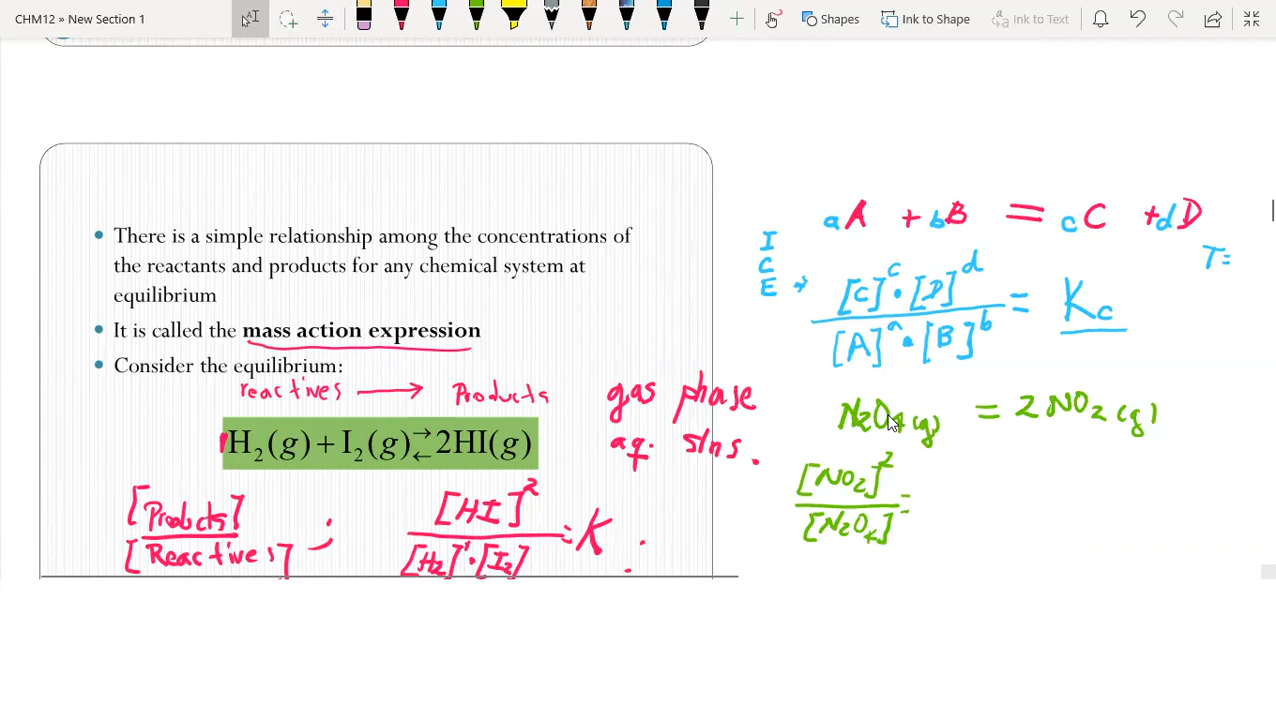 CHM12 » New Section 1
Shapes
Ink to Shape
Ink to Text
• There is a simple relationship among the concentrations of
the reactants and products for any chemical system at
equilibrium
• It is called the mass action expression
• Consider the equilibrium:
reactives → Products
1H₂(g) + I₂(g) ⇄ 2HI(g)
gas phase
aq. slns.
[Products]
[Reactives] ;
[HI]²
[H₂]¹·[I₂] = K.
aA + bB = cC + dD
T=
I
C
E →
[C]ᶜ·[D]ᵈ
[A]ᵃ·[B]ᵇ = Kc
N₂O₄(g) = 2NO₂(g)
[NO₂]²
[N₂O₄] =